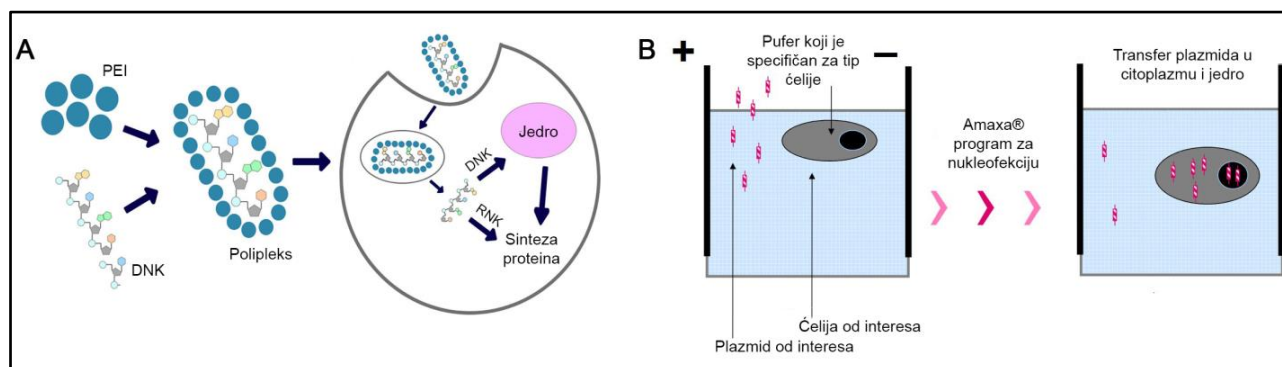 A
PEI
DNK
Polipleks
DNK
RNK
Jedro
Sinteza
proteina
B
+
–
Pufer koji je
specifičan za tip
ćelije
Ćelija od interesa
Plazmid od interesa
Amaxa®
program za
nukleofekciju
Transfer plazmida u
citoplazmu i jedro